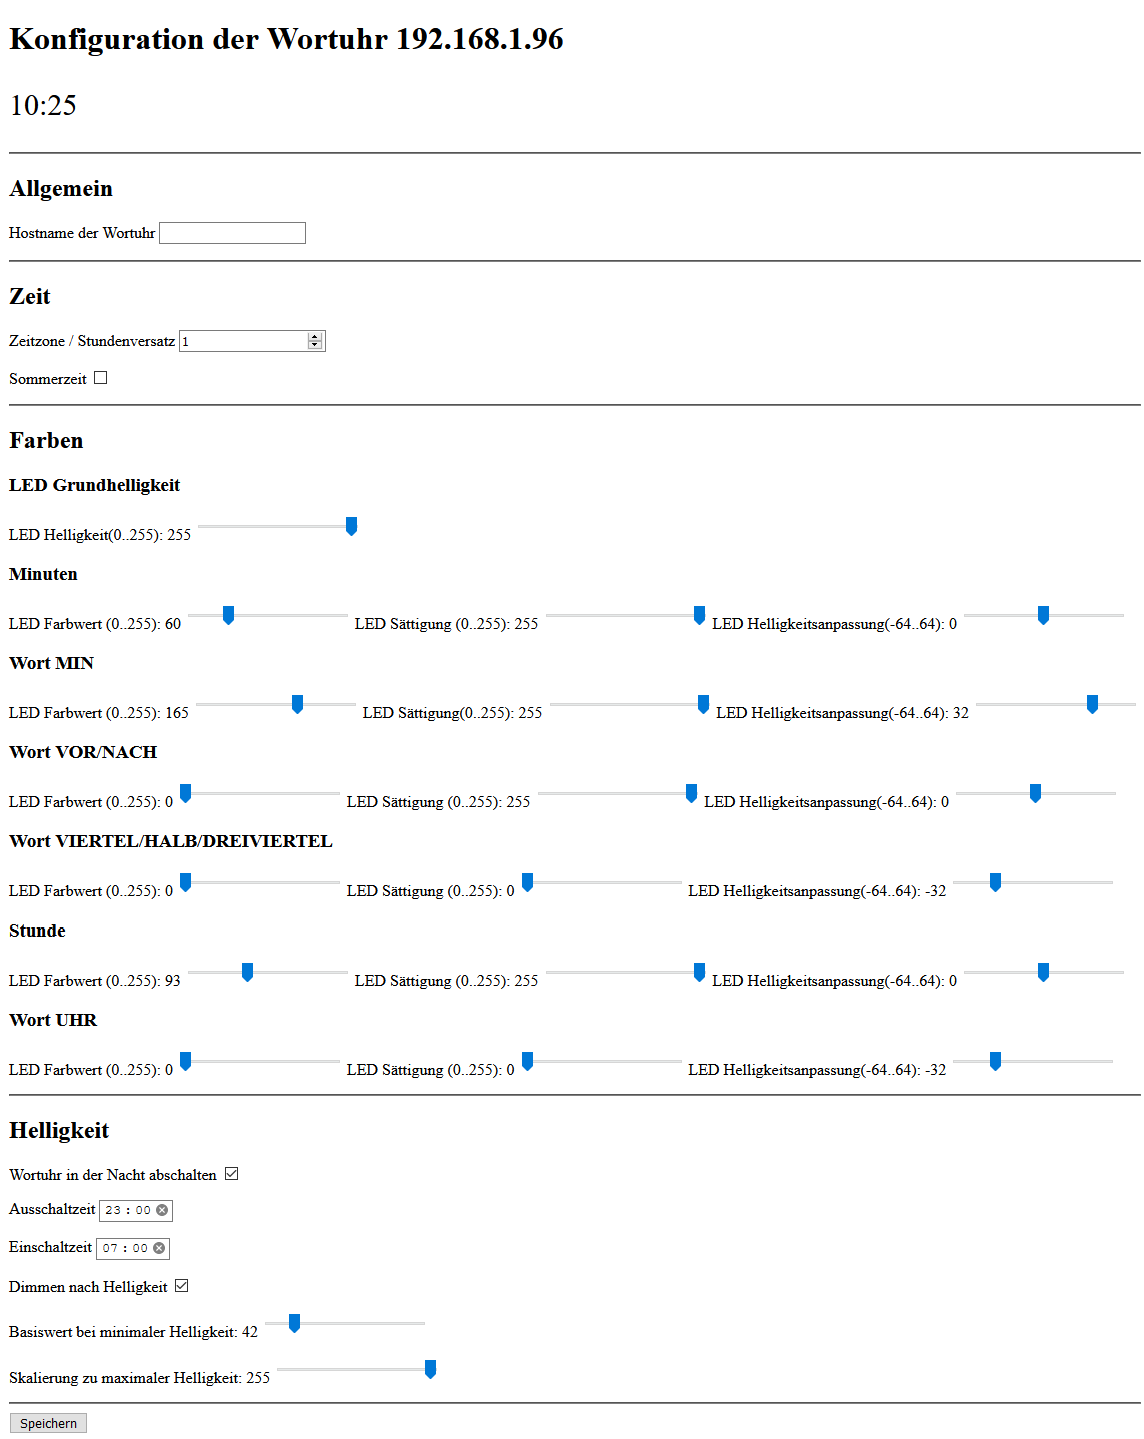 Konfiguration der Wortuhr 192.168.1.96
10:25
Allgemein
Hostname der Wortuhr
Zeit
Zeitzone / Stundenversatz 1
Sommerzeit
Farben
LED Grundhelligkeit
LED Helligkeit(0..255): 255
Minuten
LED Farbwert (0..255): 60 LED Sättigung (0..255): 255 LED Helligkeitsanpassung(-64..64): 0
Wort MIN
LED Farbwert (0..255): 165 LED Sättigung(0..255): 255 LED Helligkeitsanpassung(-64..64): 32
Wort VOR/NACH
LED Farbwert (0..255): 0 LED Sättigung (0..255): 255 LED Helligkeitsanpassung(-64..64): 0
Wort VIERTEL/HALB/DREIVIERTEL
LED Farbwert (0..255): 0 LED Sättigung (0..255): 0 LED Helligkeitsanpassung(-64..64): -32
Stunde
LED Farbwert (0..255): 93 LED Sättigung (0..255): 255 LED Helligkeitsanpassung(-64..64): 0
Wort UHR
LED Farbwert (0..255): 0 LED Sättigung (0..255): 0 LED Helligkeitsanpassung(-64..64): -32
Helligkeit
Wortuhr in der Nacht abschalten
Ausschaltzeit 23 : 00
Einschaltzeit 07 : 00
Dimmen nach Helligkeit
Basiswert bei minimaler Helligkeit: 42
Skalierung zu maximaler Helligkeit: 255
Speichern